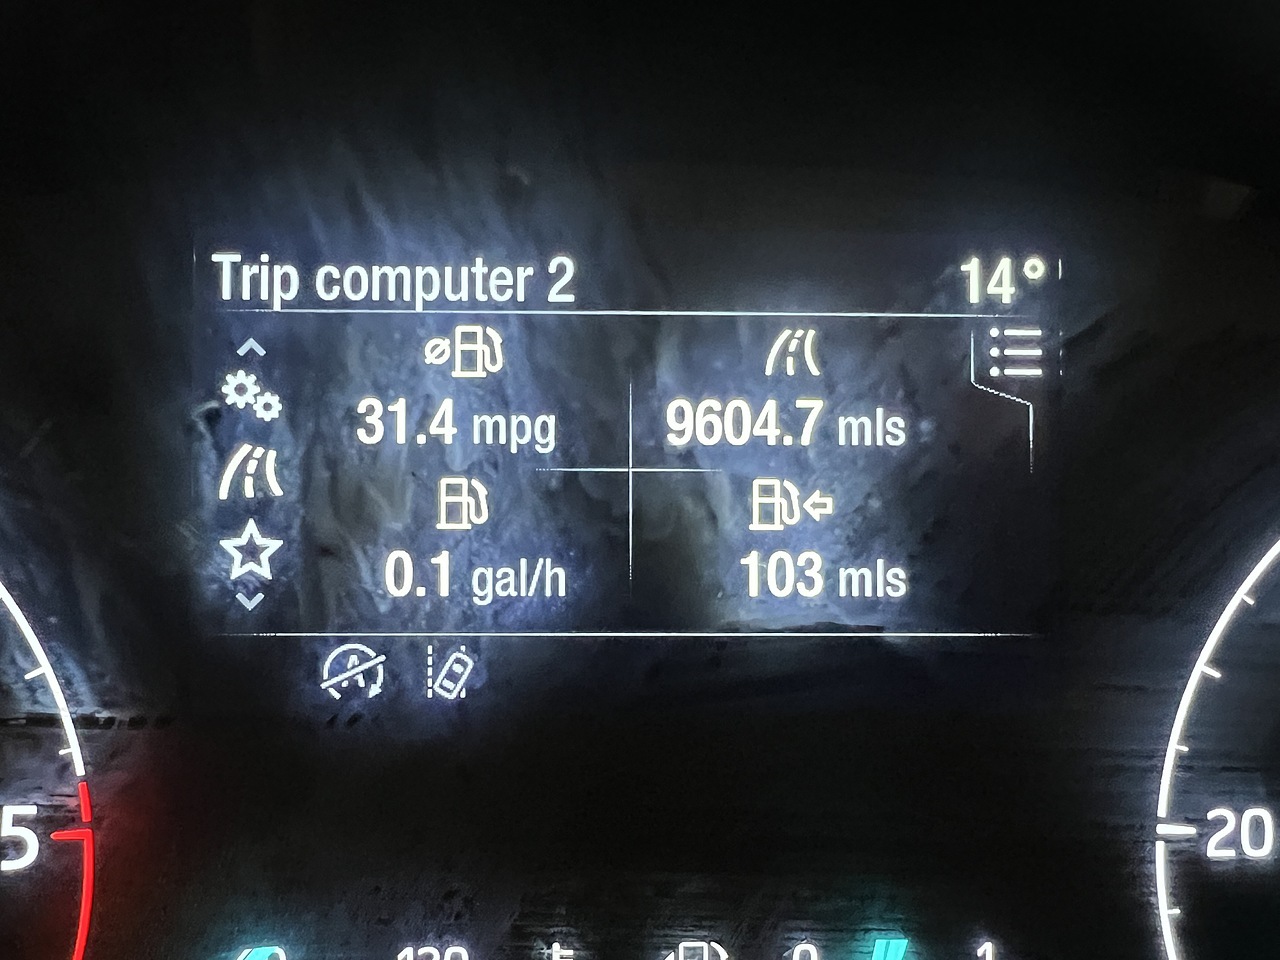 Trip computer 2 14°
31.4 mpg 9604.7 mls
0.1 gal/h 103 mls
A
5 20